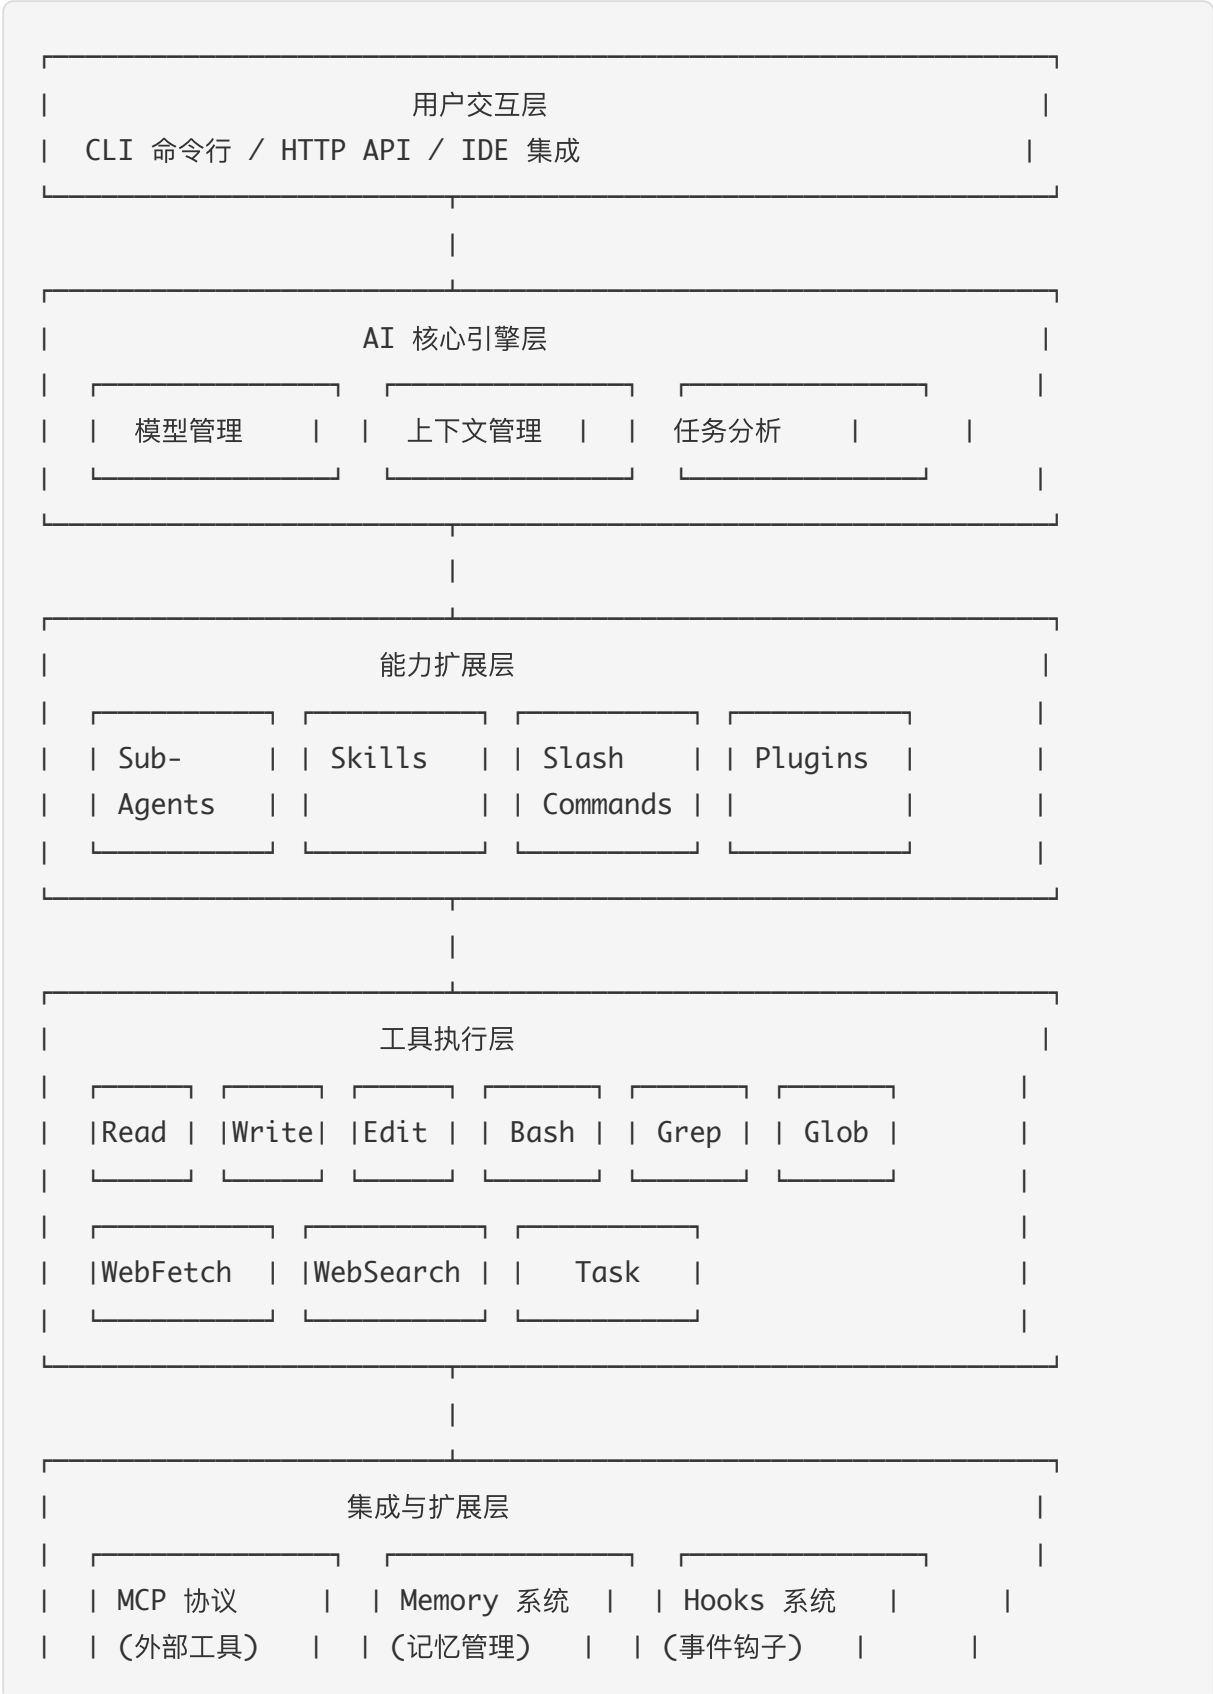 用户交互层
CLI 命令行 / HTTP API / IDE 集成
AI 核心引擎层
模型管理 上下文管理 任务分析
能力扩展层
Sub- Skills Slash Plugins
Agents Commands
工具执行层
Read Write Edit Bash Grep Glob
WebFetch WebSearch Task
集成与扩展层
MCP 协议 Memory 系统 Hooks 系统
(外部工具) (记忆管理) (事件钩子)